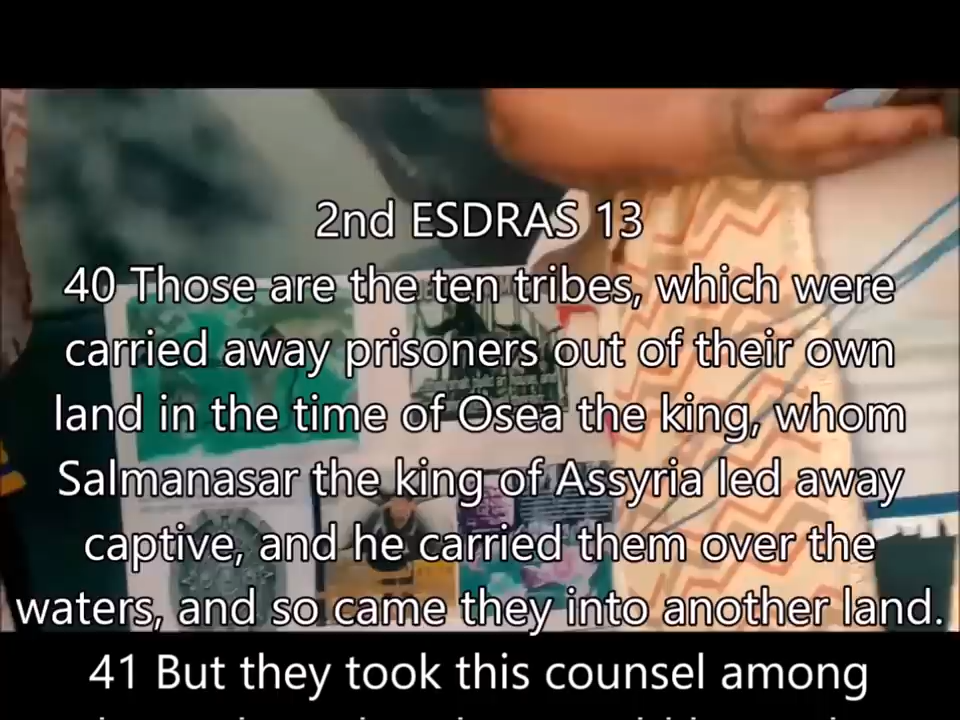 2nd ESDRAS 13
40 Those are the ten tribes, which were
carried away prisoners out of their own
land in the time of Osea the king, whom
Salmanasar the king of Assyria led away
captive, and he carried them over the
waters, and so came they into another land.
41 But they took this counsel among